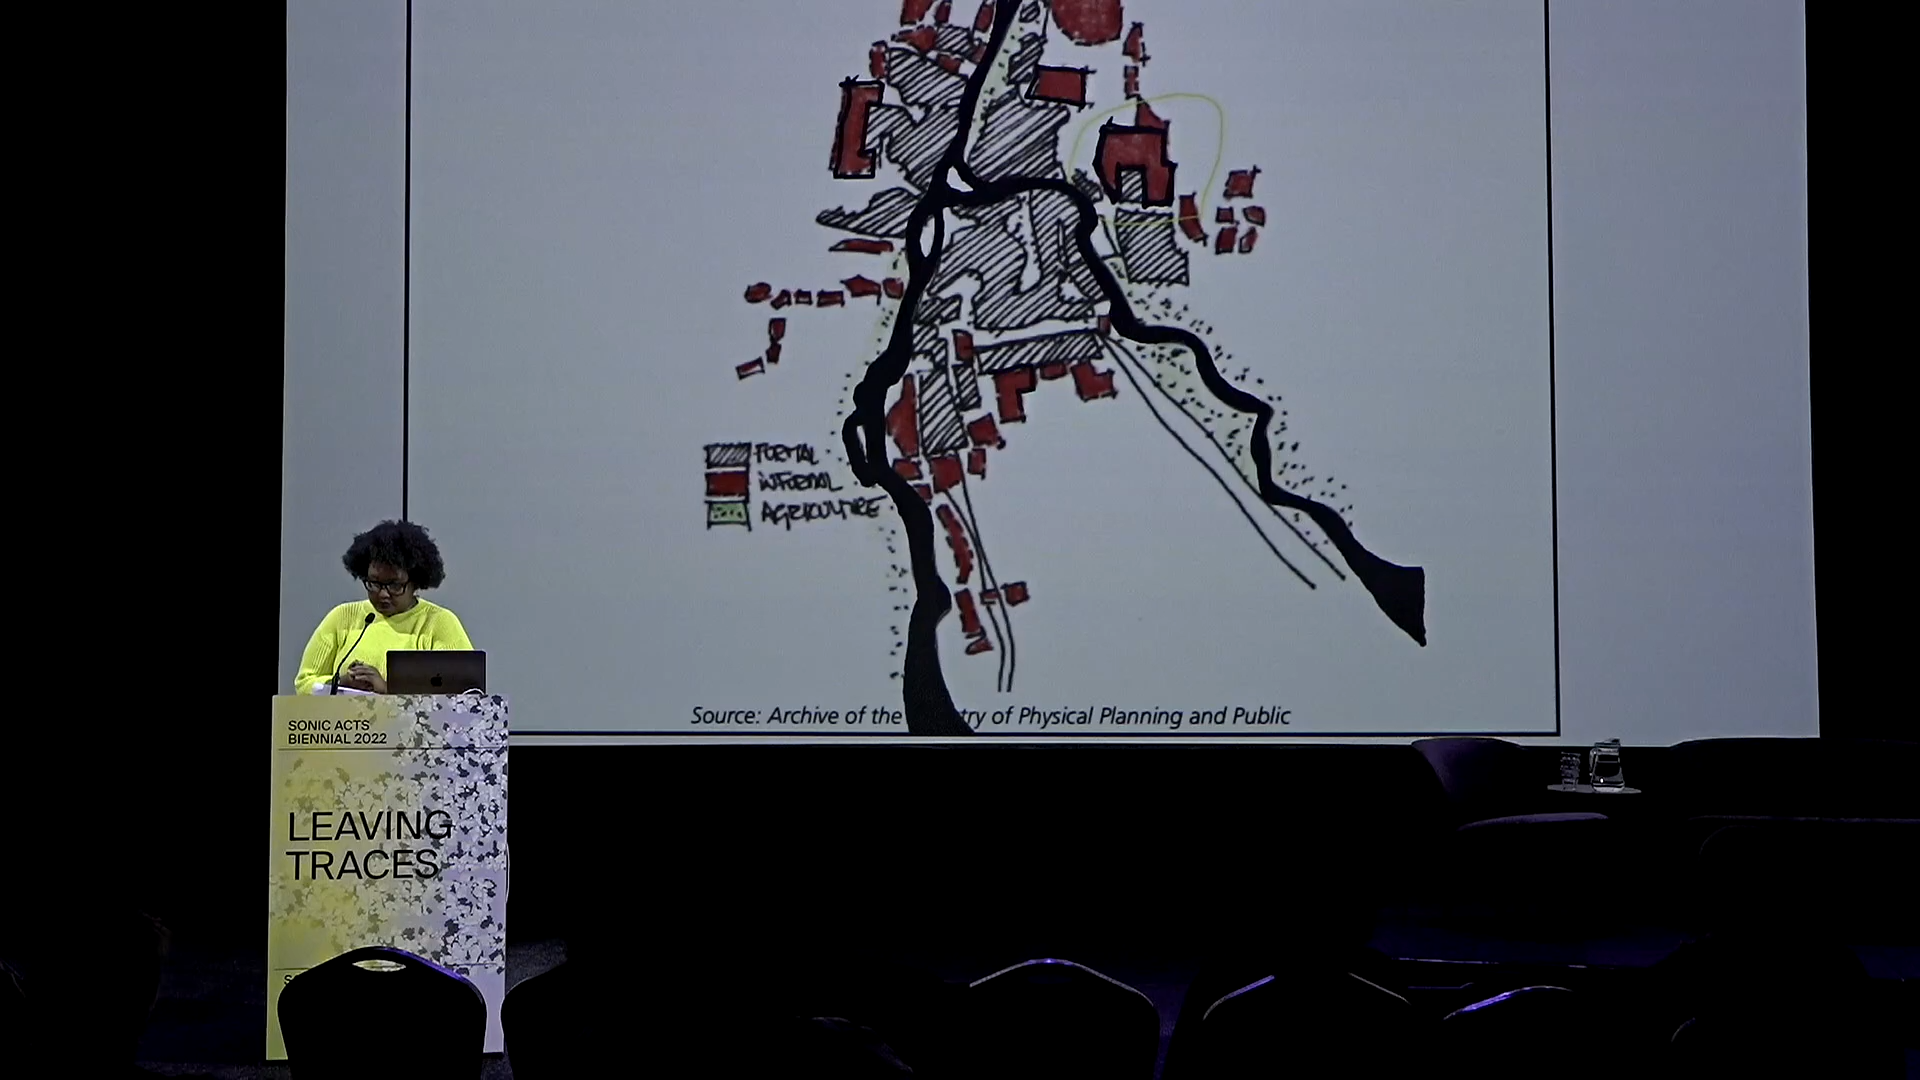 FORMAL
INFORMAL
AGRICULTURE
Source: Archive of the try of Physical Planning and Public
SONIC ACTS
BIENNIAL 2022
LEAVING
TRACES